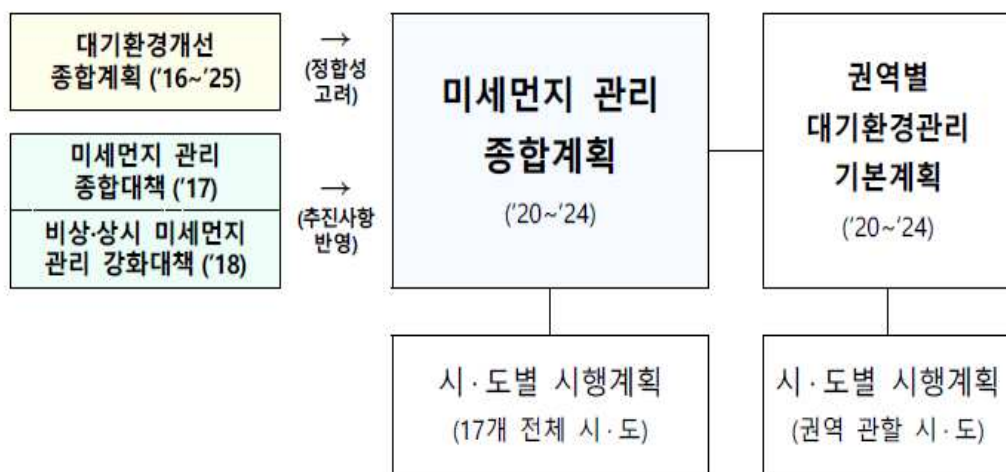 대기환경개선
종합계획 ('16~'25)
→
(정합성
고려)
미세먼지 관리
종합대책 ('17)
비상·상시 미세먼지
관리 강화대책 ('18)
→
(추진사항
반영)
미세먼지 관리
종합계획
('20~'24)
권역별
대기환경관리
기본계획
('20~'24)
시·도별 시행계획
(17개 전체 시·도)
시·도별 시행계획
(권역 관할 시·도)